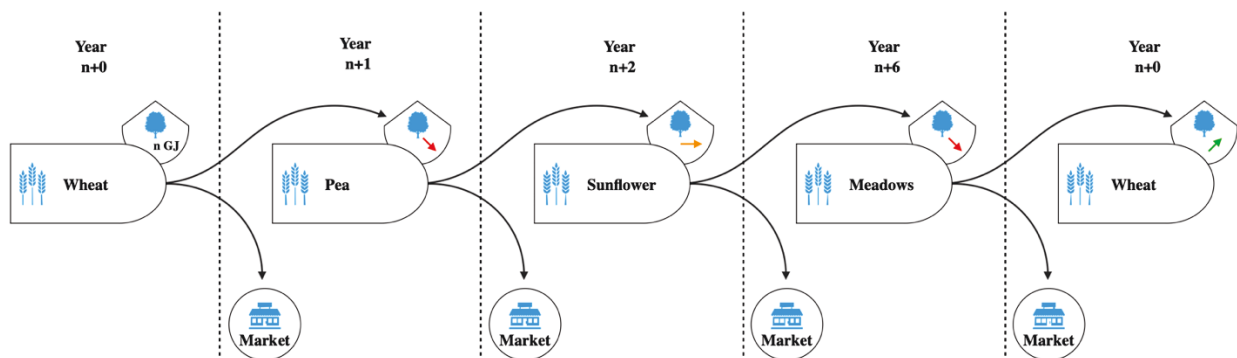 Year
n+0
Year
n+1
Year
n+2
Year
n+6
Year
n+0
n GJ
Wheat
Pea
Sunflower
Meadows
Wheat
Market
Market
Market
Market